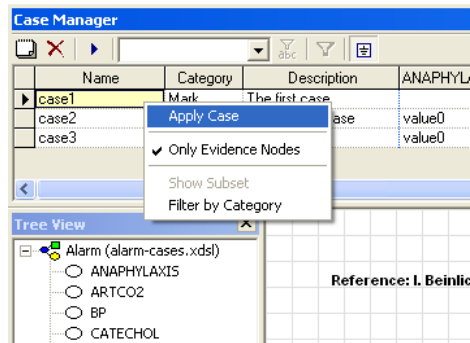 Case Manager
Name Category Description ANAPHYL
case1 Mark The first case
Apply Case
case2 ase value0
Only Evidence Nodes
case3 value0
Show Subset
Filter by Category
Tree View
Alarm (alarm-cases.xdsl)
ANAPHYLAXIS
Reference: I. Beinlic
ARTCO2
BP
CATECHOL